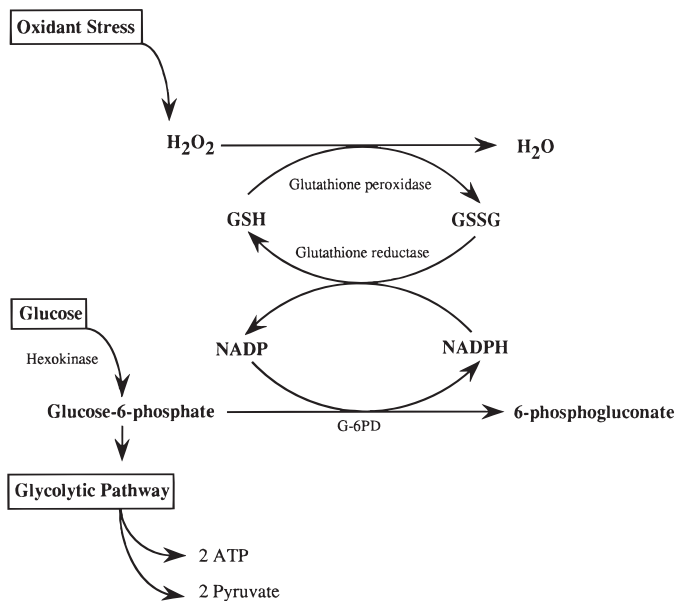 Oxidant Stress
H2O2
H2O
Glutathione peroxidase
GSH
GSSG
Glutathione reductase
Glucose
Hexokinase
NADP
NADPH
Glucose-6-phosphate
6-phosphogluconate
G-6PD
Glycolytic Pathway
2 ATP
2 Pyruvate